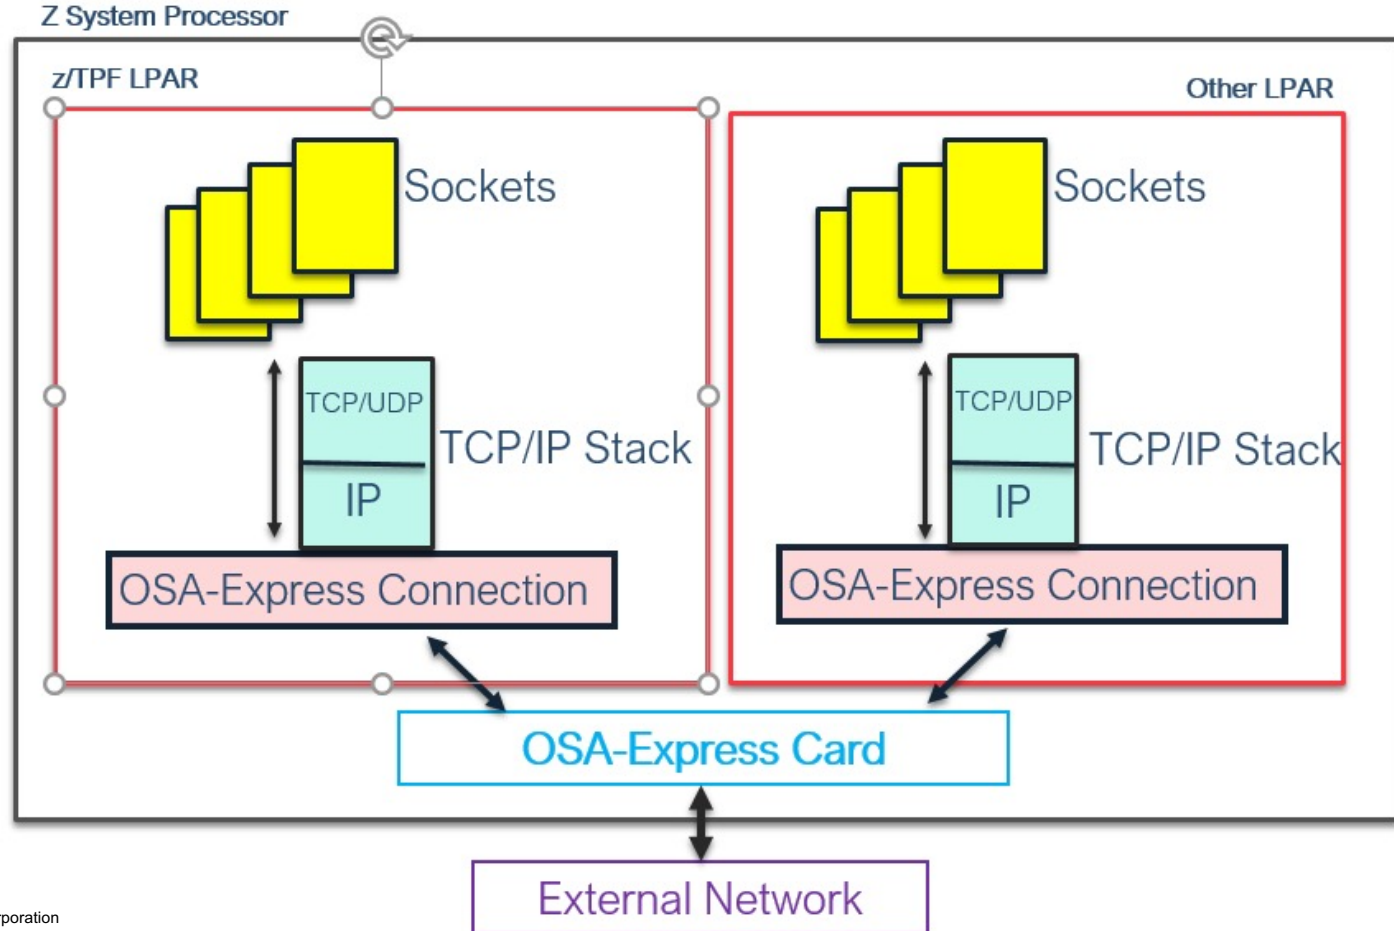 Z System Processor
z/TPF LPAR
Other LPAR
Sockets
Sockets
TCP/UDP
TCP/IP Stack
IP
TCP/UDP
TCP/IP Stack
IP
OSA-Express Connection
OSA-Express Connection
OSA-Express Card
External Network
rporation